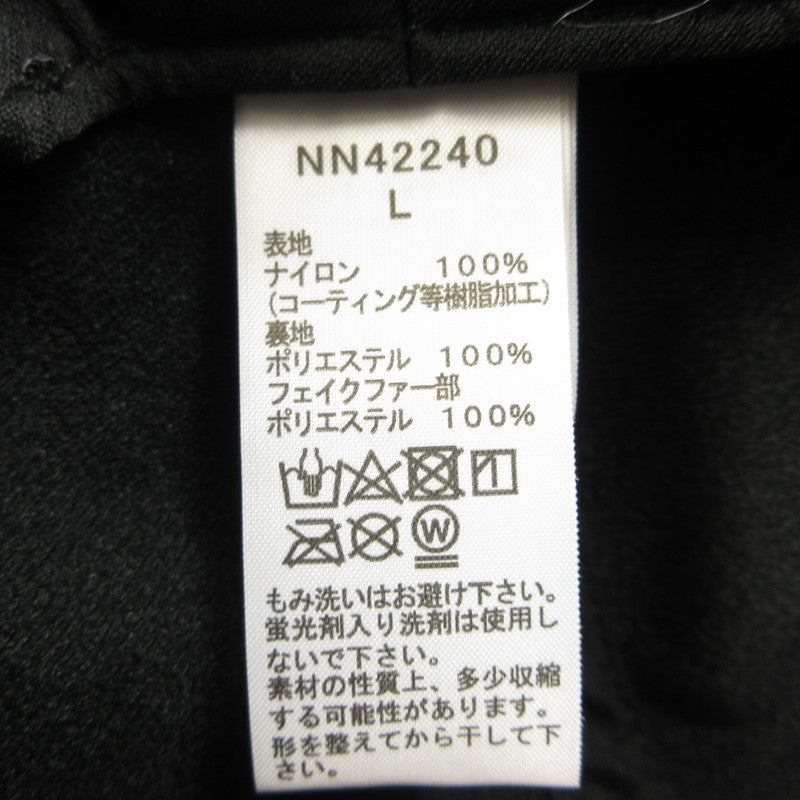 NN42240
L
表地
ナイロン 100%
(コーティング等樹脂加工)
裏地
ポリエステル 100%
フェイクファー部
ポリエステル 100%
W
もみ洗いはお避け下さい。
蛍光剤入り洗剤は使用し
ないで下さい。
素材の性質上、多少収縮
する可能性があります。
形を整えてから干して下
さい。